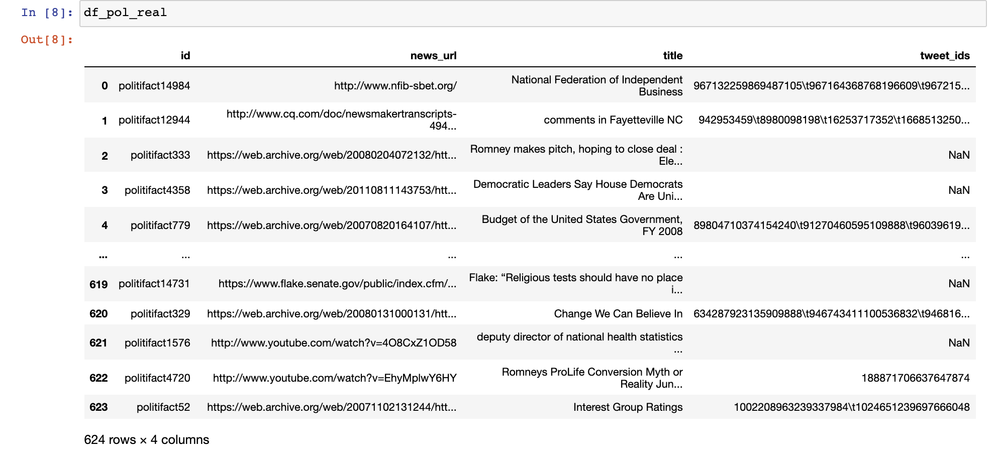 In [8]: df_pol_real
Out[8]:
id news_url title tweet_ids
0 politifact14984 http://www.nfib-sbet.org/ National Federation of Independent Business 967132259869487105\t967164368768196609\t967215...
1 politifact12944 http://www.cq.com/doc/newsmakertranscripts-494... comments in Fayetteville NC 942953459\t8980098198\t16253717352\t1668513250...
2 politifact333 https://web.archive.org/web/20080204072132/htt... Romney makes pitch, hoping to close deal : Ele... NaN
3 politifact4358 https://web.archive.org/web/20110811143753/htt... Democratic Leaders Say House Democrats Are Uni... NaN
4 politifact779 https://web.archive.org/web/20070820164107/htt... Budget of the United States Government, FY 2008 89804710374154240\t91270460595109888\t96039619...
... ... ... ... ...
619 politifact14731 https://www.flake.senate.gov/public/index.cfm/... Flake: “Religious tests should have no place i... NaN
620 politifact329 https://web.archive.org/web/20080131000131/htt... Change We Can Believe In 634287923135909888\t946743411100536832\t946816...
621 politifact1576 http://www.youtube.com/watch?v=4O8CxZ1OD58 deputy director of national health statistics ... NaN
622 politifact4720 http://www.youtube.com/watch?v=EhyMplwY6HY Romneys ProLife Conversion Myth or Reality Jun... 188871706637647874
623 politifact52 https://web.archive.org/web/20071102131244/htt... Interest Group Ratings 1002208963239337984\t1024651239697666048
624 rows × 4 columns